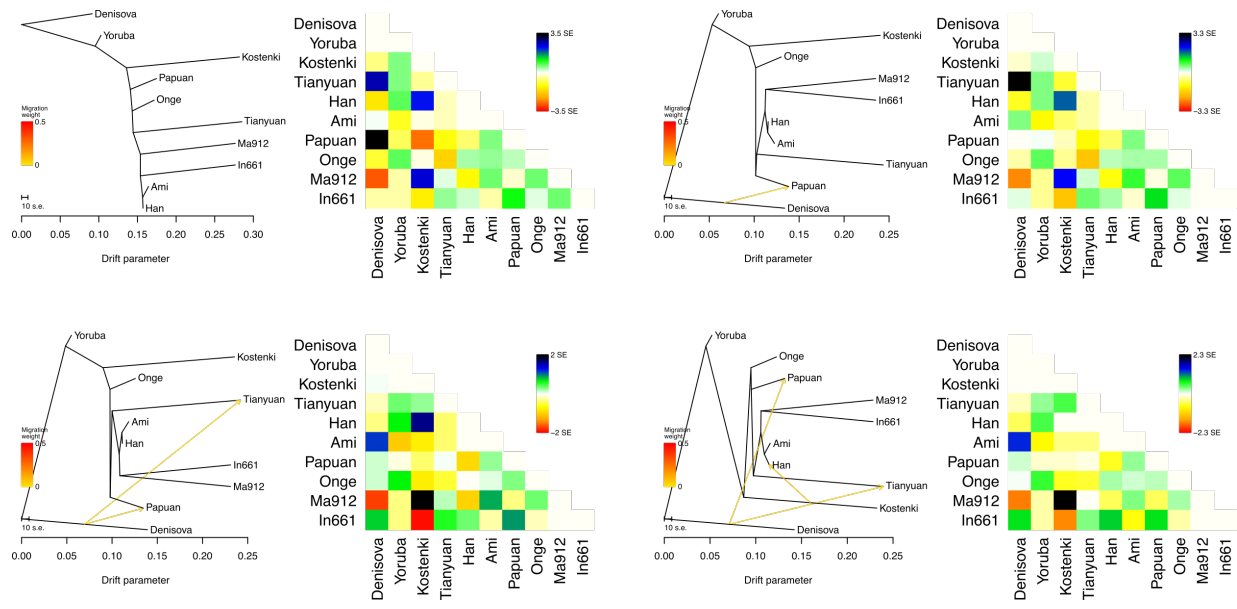 Denisova
Yoruba
Kostenki
Papuan
Onge
Tianyuan
Ma912
In661
Ami
Han
Migration
weight
0.5
0
10 s.e.
0.00 0.05 0.10 0.15 0.20 0.25 0.30
Drift parameter
Denisova
Yoruba
Kostenki
Tianyuan
Han
Ami
Papuan
Onge
Ma912
In661
Denisova Yoruba Kostenki Tianyuan Han Ami Papuan Onge Ma912 In661
3.5 SE
−3.5 SE
Yoruba
Kostenki
Onge
Ma912
In661
Han
Ami
Tianyuan
Papuan
Denisova
Migration
weight
0.5
0
10 s.e.
0.00 0.05 0.10 0.15 0.20 0.25
Drift parameter
Denisova
Yoruba
Kostenki
Tianyuan
Han
Ami
Papuan
Onge
Ma912
In661
Denisova Yoruba Kostenki Tianyuan Han Ami Papuan Onge Ma912 In661
3.3 SE
−3.3 SE
Yoruba
Kostenki
Onge
Tianyuan
Ami
Han
In661
Ma912
Papuan
Denisova
Migration
weight
0.5
0
10 s.e.
0.00 0.05 0.10 0.15 0.20 0.25
Drift parameter
Denisova
Yoruba
Kostenki
Tianyuan
Han
Ami
Papuan
Onge
Ma912
In661
Denisova Yoruba Kostenki Tianyuan Han Ami Papuan Onge Ma912 In661
2 SE
−2 SE
Yoruba
Onge
Papuan
Ma912
In661
Ami
Han
Tianyuan
Kostenki
Denisova
Migration
weight
0.5
0
10 s.e.
0.00 0.05 0.10 0.15 0.20 0.25
Drift parameter
Denisova
Yoruba
Kostenki
Tianyuan
Han
Ami
Papuan
Onge
Ma912
In661
Denisova Yoruba Kostenki Tianyuan Han Ami Papuan Onge Ma912 In661
2.3 SE
−2.3 SE